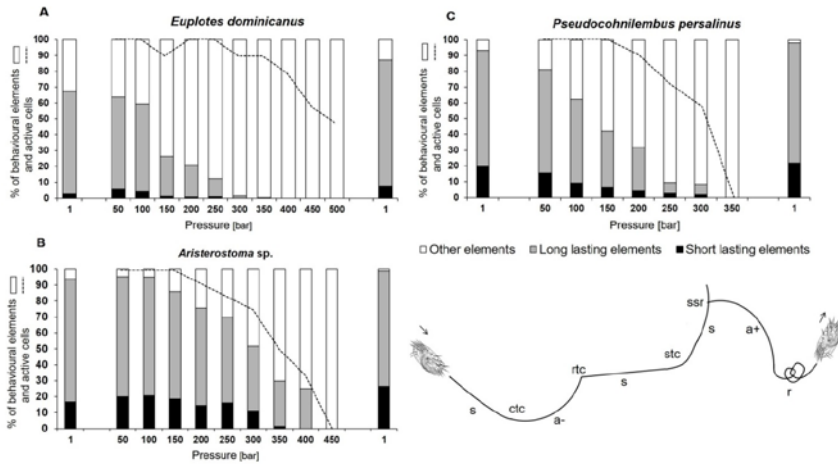 A
Euplotes dominicanus
% of behavioural elements
and active cells
100
90
80
70
60
50
40
30
20
10
0
1 50 100 150 200 250 300 350 400 450 500 1
Pressure [bar]
B
Aristerostoma sp.
% of behavioural elements
and active cells
100
90
80
70
60
50
40
30
20
10
0
1 50 100 150 200 250 300 350 400 450 1
Pressure [bar]
C
Pseudocohnilembus persalinus
% of behavioural elements
and active cells
100
90
80
70
60
50
40
30
20
10
0
1 50 100 150 200 250 300 350 1
Pressure [bar]
Other elements Long lasting elements Short lasting elements
s
ctc
a-
rtc
s
stc
ssr
s
a+
r